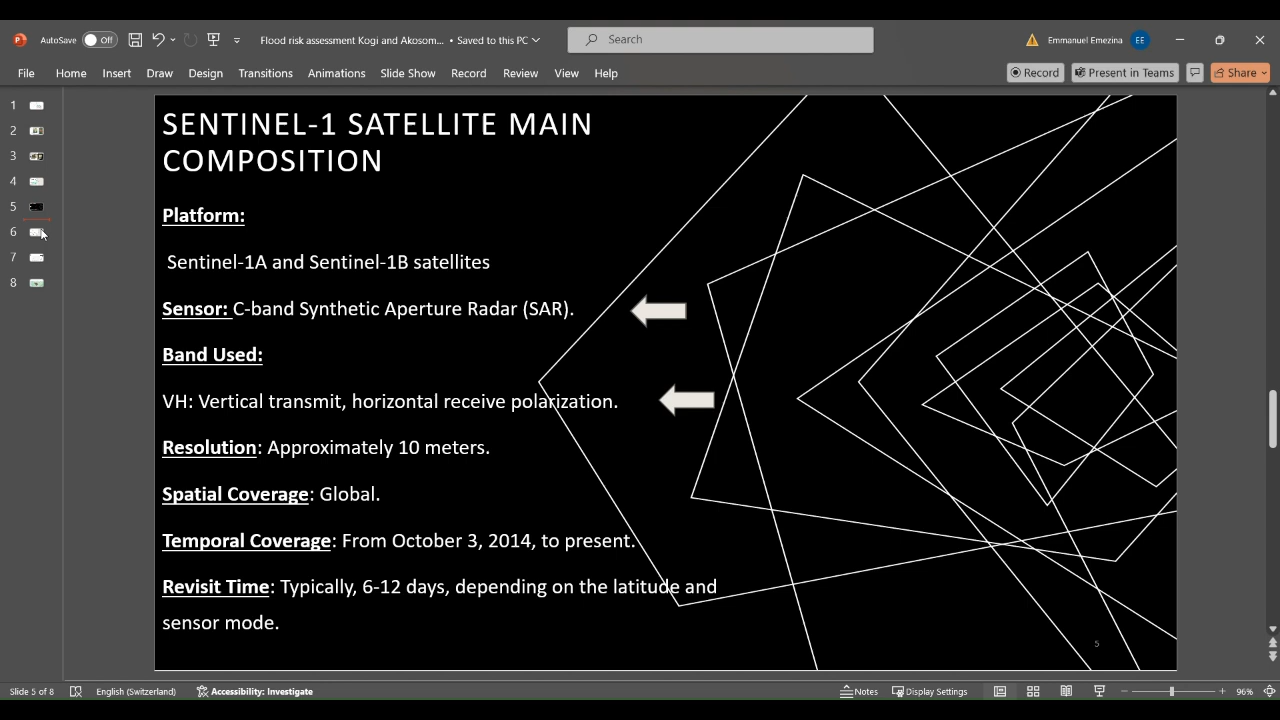 AutoSave Off Flood risk assessment Kogi and Akosom... • Saved to this PC Search Emmanuel Emezina EE
File Home Insert Draw Design Transitions Animations Slide Show Record Review View Help Record Present in Teams Share
1
2
3
4
5
6
7
8
SENTINEL-1 SATELLITE MAIN
COMPOSITION
Platform:
Sentinel-1A and Sentinel-1B satellites
Sensor: C-band Synthetic Aperture Radar (SAR).
Band Used:
VH: Vertical transmit, horizontal receive polarization.
Resolution: Approximately 10 meters.
Spatial Coverage: Global.
Temporal Coverage: From October 3, 2014, to present.
Revisit Time: Typically, 6-12 days, depending on the latitude and
sensor mode.
5
Slide 5 of 8 English (Switzerland) Accessibility: Investigate Notes Display Settings 96%